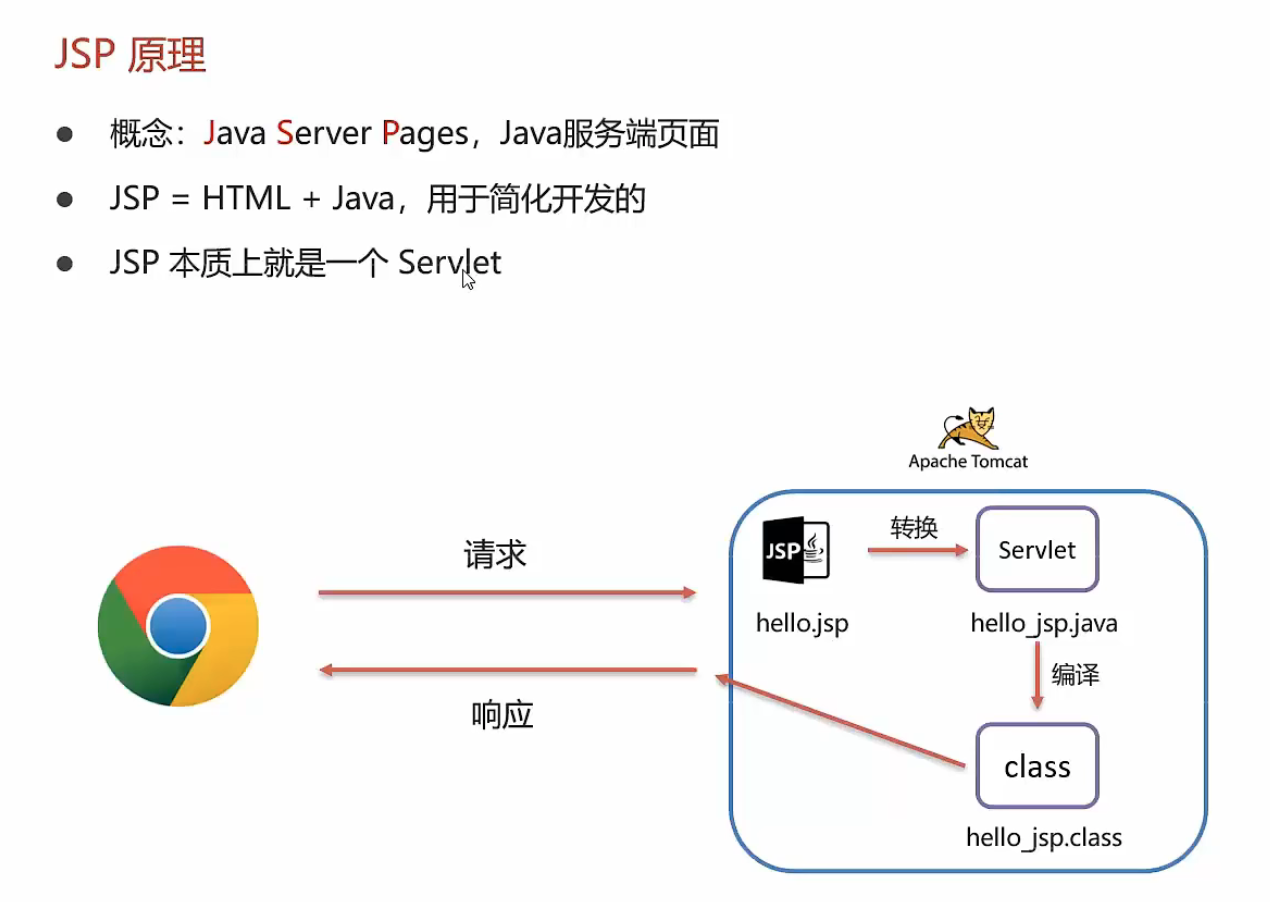 JSP 原理
概念：Java Server Pages，Java服务端页面
JSP = HTML + Java，用于简化开发的
JSP 本质上就是一个 Servlet
Apache Tomcat
请求
响应
JSP
转换
Servlet
hello.jsp
hello_jsp.java
编译
class
hello_jsp.class